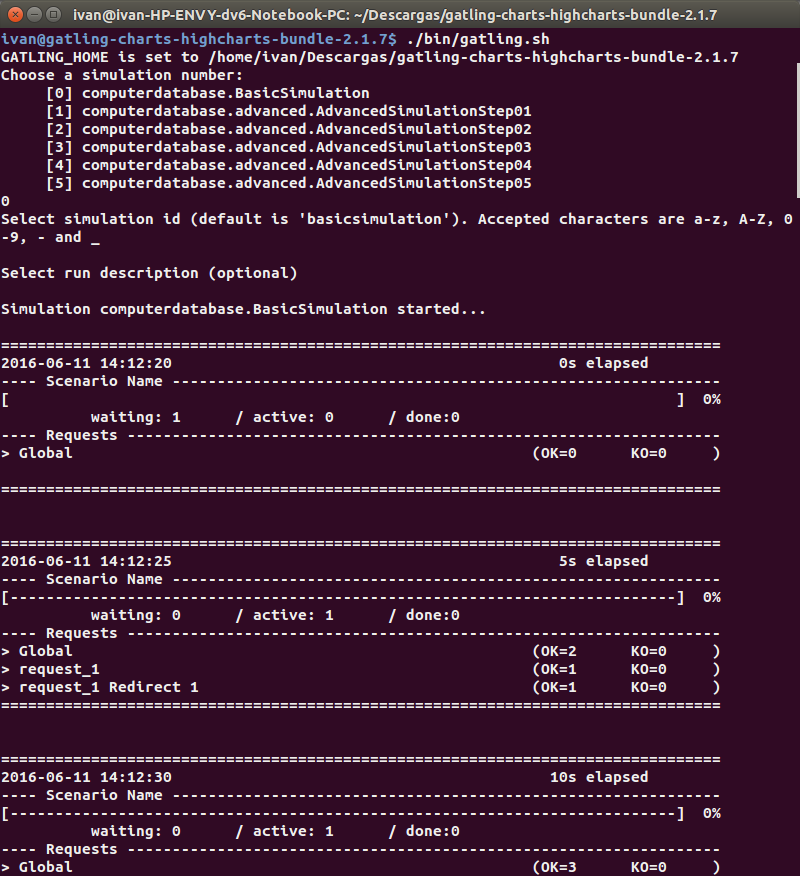 ivan@ivan-HP-ENVY-dv6-Notebook-PC: ~/Descargas/gatling-charts-highcharts-bundle-2.1.7
ivan@gatling-charts-highcharts-bundle-2.1.7$ ./bin/gatling.sh
GATLING_HOME is set to /home/ivan/Descargas/gatling-charts-highcharts-bundle-2.1.7
Choose a simulation number:
     [0] computerdatabase.BasicSimulation
     [1] computerdatabase.advanced.AdvancedSimulationStep01
     [2] computerdatabase.advanced.AdvancedSimulationStep02
     [3] computerdatabase.advanced.AdvancedSimulationStep03
     [4] computerdatabase.advanced.AdvancedSimulationStep04
     [5] computerdatabase.advanced.AdvancedSimulationStep05
0
Select simulation id (default is 'basicsimulation'). Accepted characters are a-z, A-Z, 0
-9, - and _
Select run description (optional)
Simulation computerdatabase.BasicSimulation started...
================================================================================
2016-06-11 14:12:20                                           0s elapsed
---- Scenario Name -------------------------------------------------------------
[                                                                          ]  0%
          waiting: 1      / active: 0      / done:0
---- Requests ------------------------------------------------------------------
> Global                                                   (OK=0      KO=0     )
================================================================================
================================================================================
2016-06-11 14:12:25                                           5s elapsed
---- Scenario Name -------------------------------------------------------------
[--------------------------------------------------------------------------]  0%
          waiting: 0      / active: 1      / done:0
---- Requests ------------------------------------------------------------------
> Global                                                   (OK=2      KO=0     )
> request_1                                                (OK=1      KO=0     )
> request_1 Redirect 1                                     (OK=1      KO=0     )
================================================================================
================================================================================
2016-06-11 14:12:30                                          10s elapsed
---- Scenario Name -------------------------------------------------------------
[--------------------------------------------------------------------------]  0%
          waiting: 0      / active: 1      / done:0
---- Requests ------------------------------------------------------------------
> Global                                                   (OK=3      KO=0     )